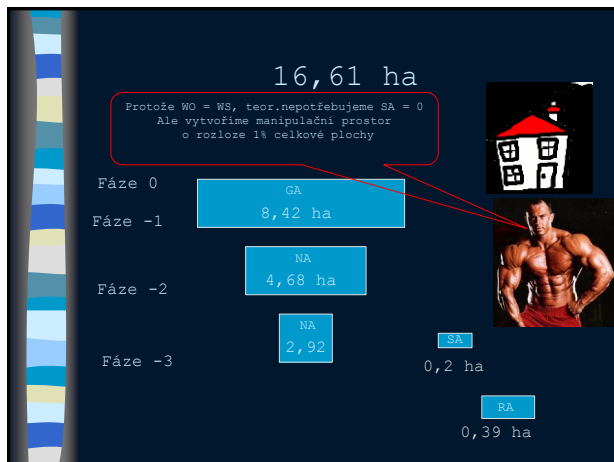 16,61 ha
Protože WO = WS, teor.nepotřebujeme SA = 0
Ale vytvoříme manipulační prostor
o rozloze 1% celkové plochy
Fáze 0
GA
8,42 ha
Fáze -1
NA
4,68 ha
Fáze -2
NA
2,92
SA
0,2 ha
Fáze -3
RA
0,39 ha